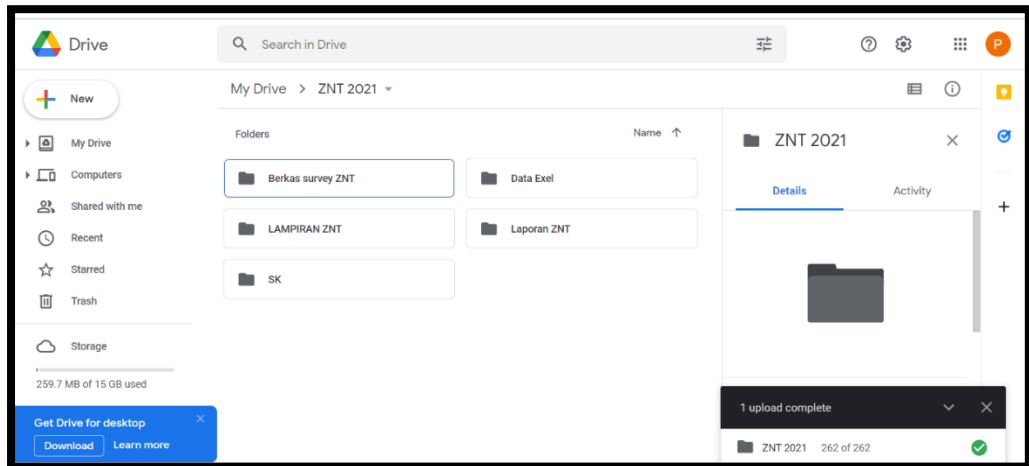 Drive
Search in Drive
P
New
My Drive
Computers
Shared with me
Recent
Starred
Trash
Storage
259.7 MB of 15 GB used
Get Drive for desktop
Download Learn more
My Drive > ZNT 2021
Folders
Name
Berkas survey ZNT
Data Exel
LAMPIRAN ZNT
Laporan ZNT
SK
ZNT 2021
Details Activity
1 upload complete
ZNT 2021 262 of 262